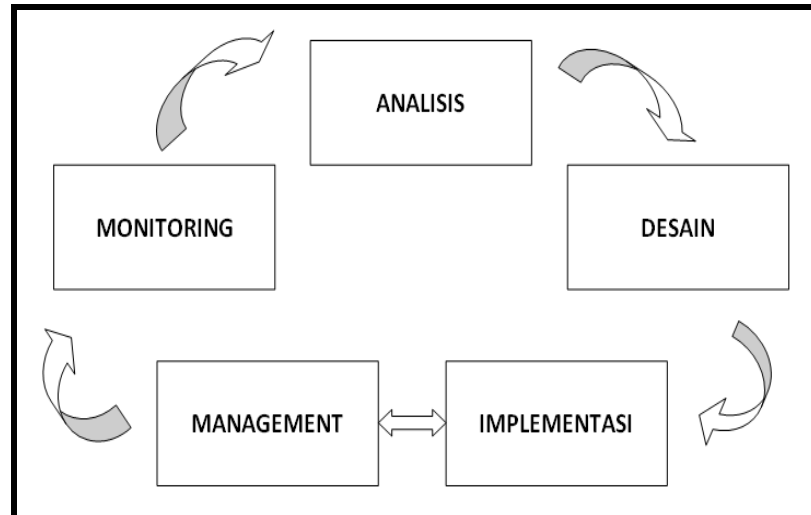 ANALISIS
MONITORING
DESAIN
MANAGEMENT
IMPLEMENTASI